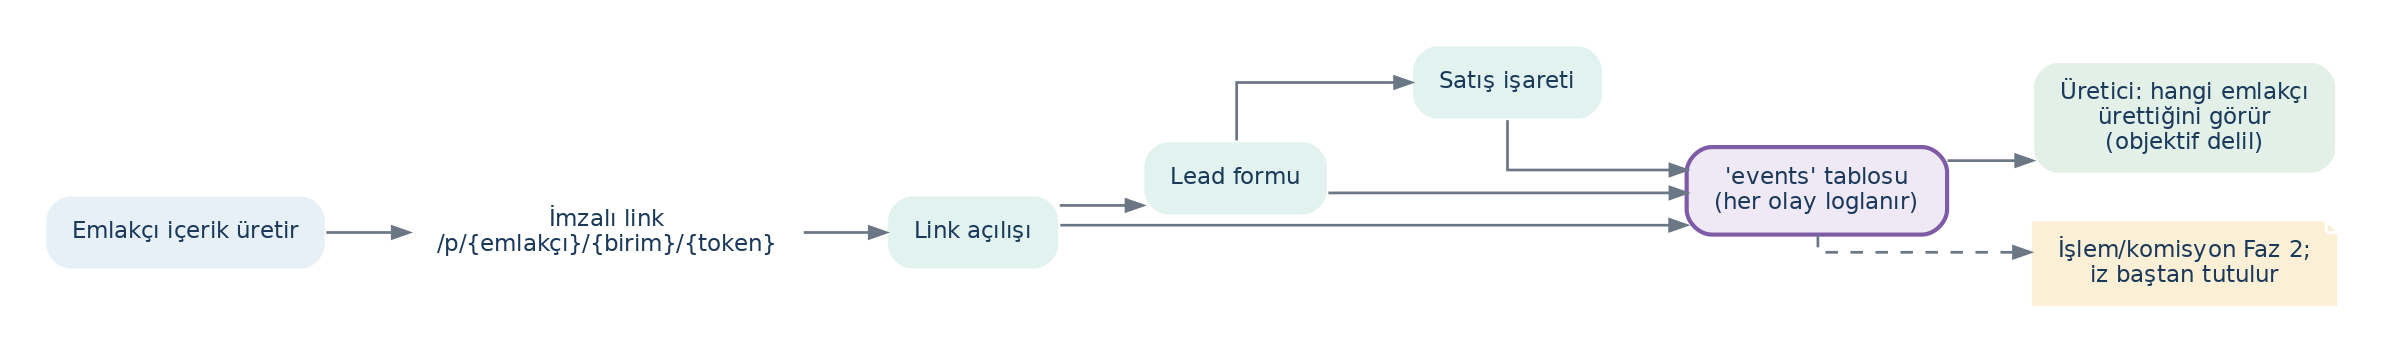 Emlakçı içerik üretir
İmzalı link
/p/{emlakçı}/{birim}/{token}
Link açılışı
Lead formu
Satış işareti
'events' tablosu
(her olay loglanır)
Üretici: hangi emlakçı
ürettiğini görür
(objektif delil)
İşlem/komisyon Faz 2;
iz baştan tutulur